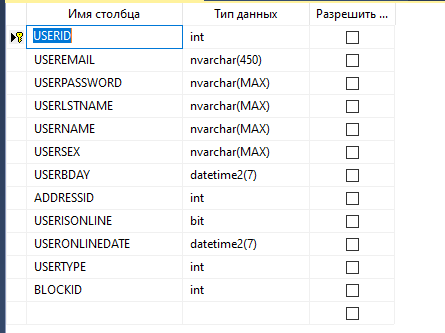 Имя столбца Тип данных Разрешить ...
USERID int
USEREMAIL nvarchar(450)
USERPASSWORD nvarchar(MAX)
USERLSTNAME nvarchar(MAX)
USERNAME nvarchar(MAX)
USERSEX nvarchar(MAX)
USERBDAY datetime2(7)
ADDRESSID int
USERISONLINE bit
USERONLINEDATE datetime2(7)
USERTYPE int
BLOCKID int